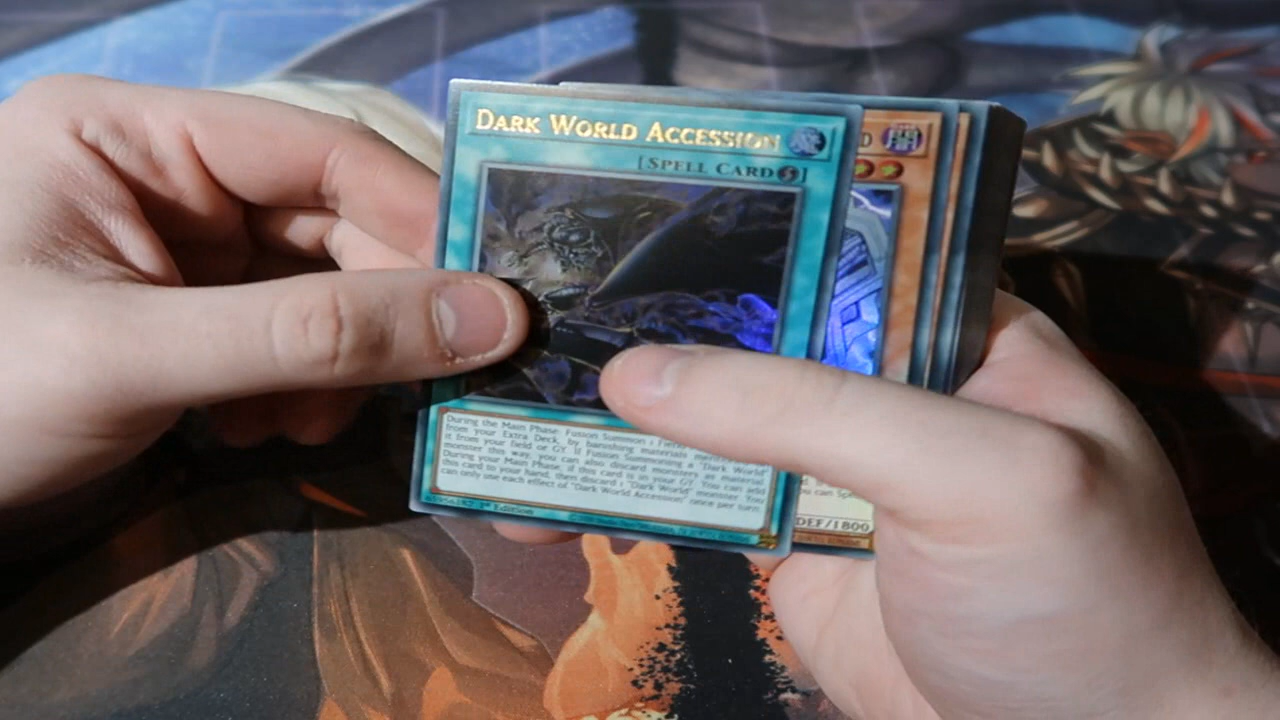 DARK WORLD ACCESSION
[SPELL CARD]
During the Main Phase: Fusion Summon 1 Fiend
from your Extra Deck, by banishing materials
it from your field or GY. If Fusion Summoning a "Dark World"
monster this way, you can also discard monsters as material.
During your Main Phase, if this card is in your GY: You can add
this card to your hand, then discard 1 "Dark World" monster. You
can only use each effect of "Dark World Accession" once per turn.
1st Edition
DEF/1800